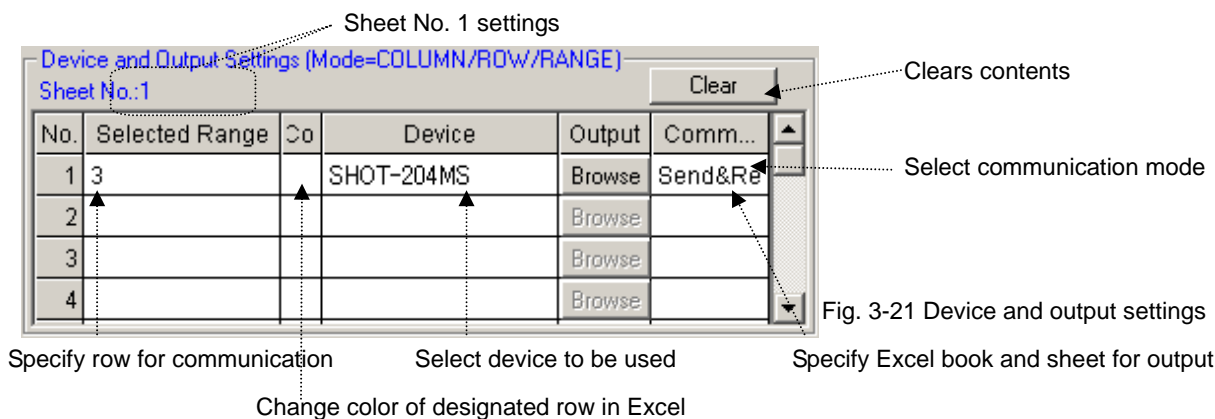 Sheet No. 1 settings
Device and Output Settings (Mode=COLUMN/ROW//RANGE)
Sheet No.:1
Clear
Clears contents
No. Selected Range Co Device Output Comm...
1 3 SHOT-204MS Browse Send&Re
Select communication mode
2 Browse
3 Browse
4 Browse
Fig. 3-21 Device and output settings
Specify row for communication
Select device to be used
Specify Excel book and sheet for output
Change color of designated row in Excel